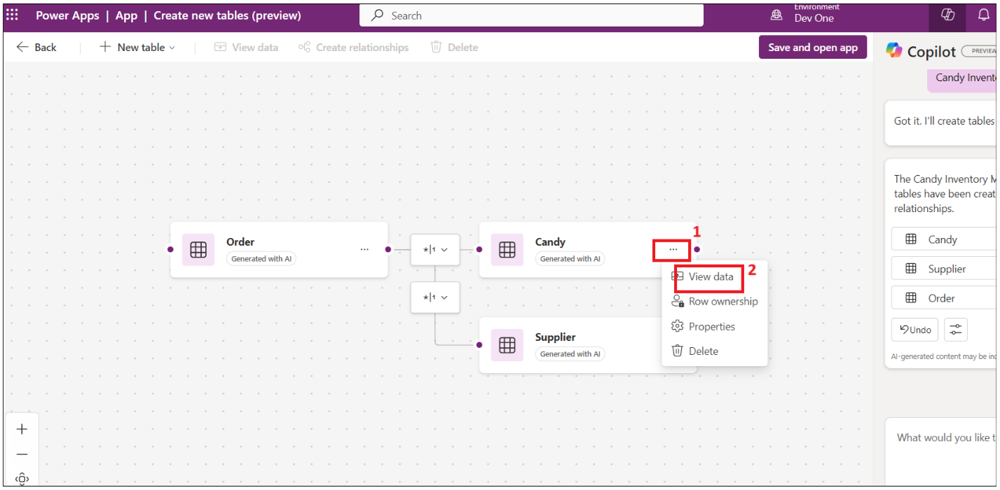 Power Apps | App | Create new tables (preview)
Search
Environment
Dev One
Back
New table
View data
Create relationships
Delete
Save and open app
Copilot
PREVIEW
Candy Invent
Got it. I'll create tables
The Candy Inventory M
tables have been creat
relationships.
Candy
Supplier
Order
Undo
AI-generated content may be inc
What would you like t
Order
Generated with AI
*|1
Candy
Generated with AI
...
1
View data
2
Row ownership
Properties
Delete
*|1
Supplier
Generated with AI